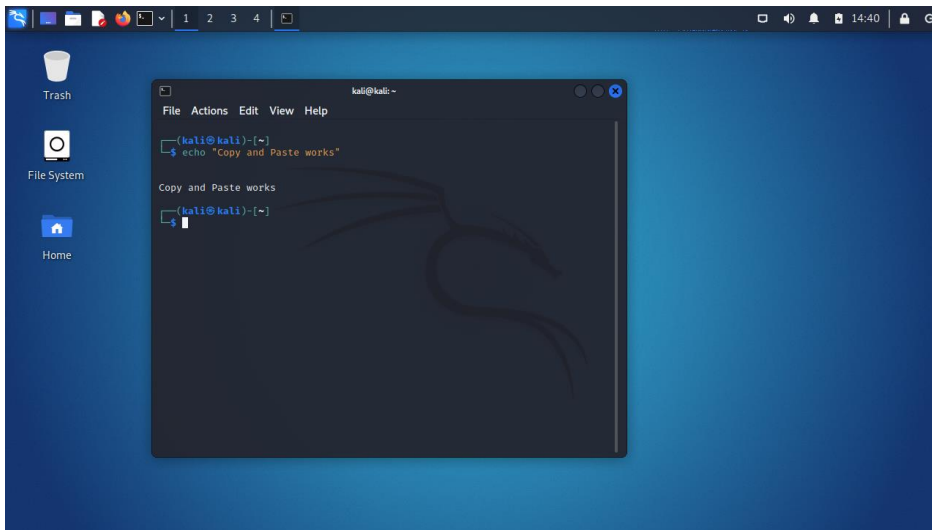 1 2 3 4
14:40
Trash
File System
Home
kali@kali: ~
File Actions Edit View Help
┌──(kali㉿kali)-[~]
└─$ echo "Copy and Paste works"
Copy and Paste works
┌──(kali㉿kali)-[~]
└─$